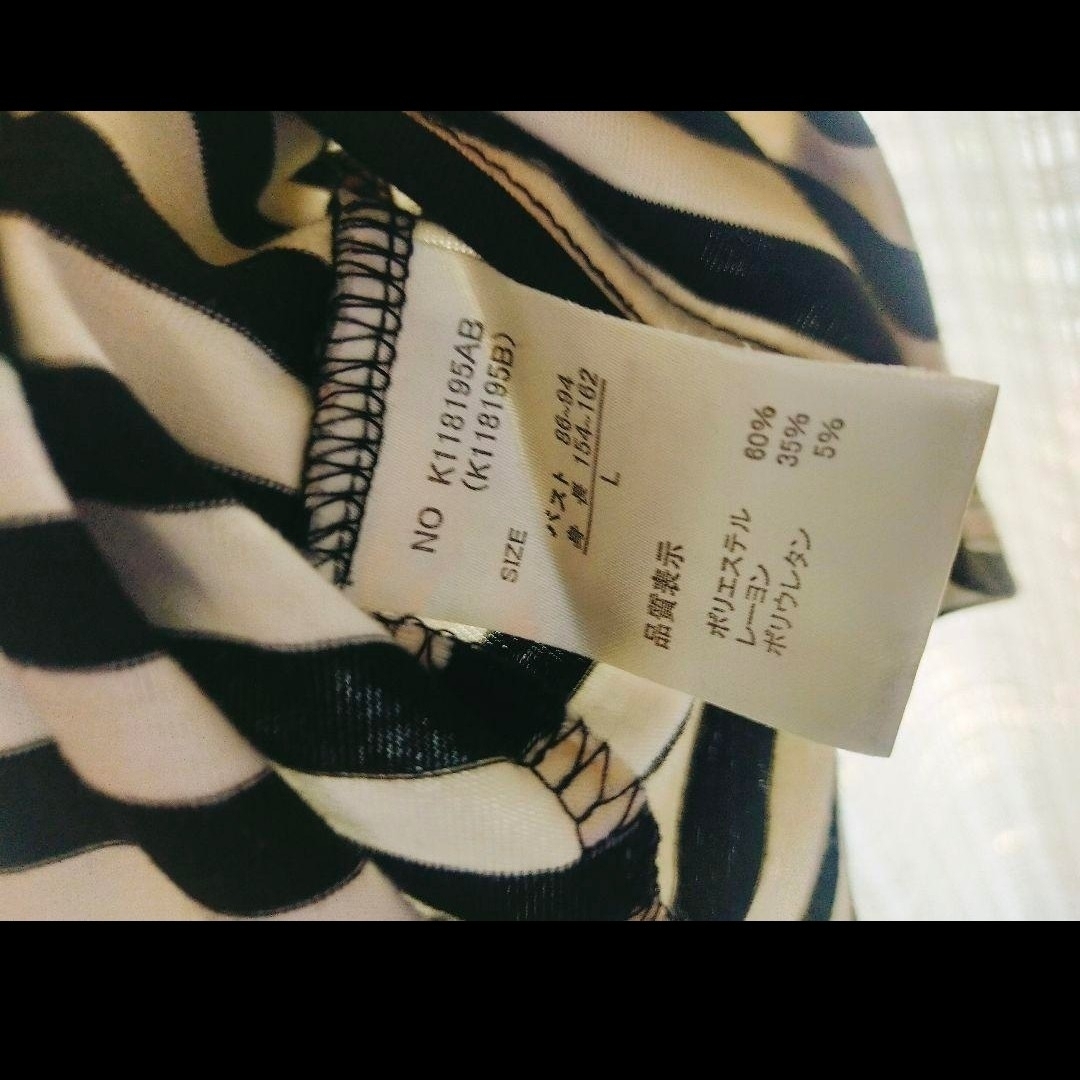 NO K118195AB
(K118195B)
SIZE
バスト 86~94
身長 154~162
L
品質表示
ポリエステル 60%
レーヨン 35%
ポリウレタン 5%